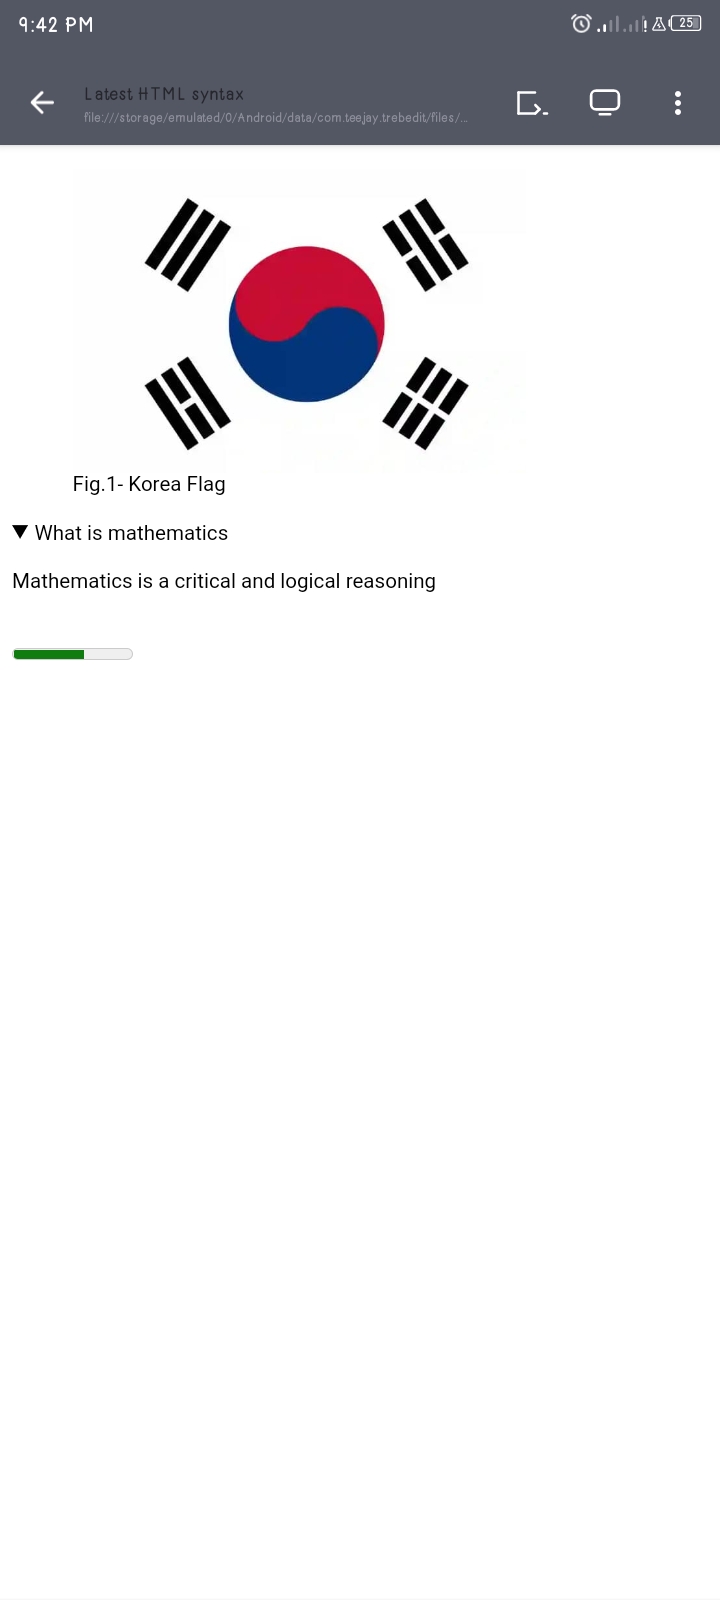 9:42 PM
25
Latest HTML syntax
file:///storage/emulated/0/Android/data/com.teejay.trebedit/files/...
Fig.1- Korea Flag
What is mathematics
Mathematics is a critical and logical reasoning